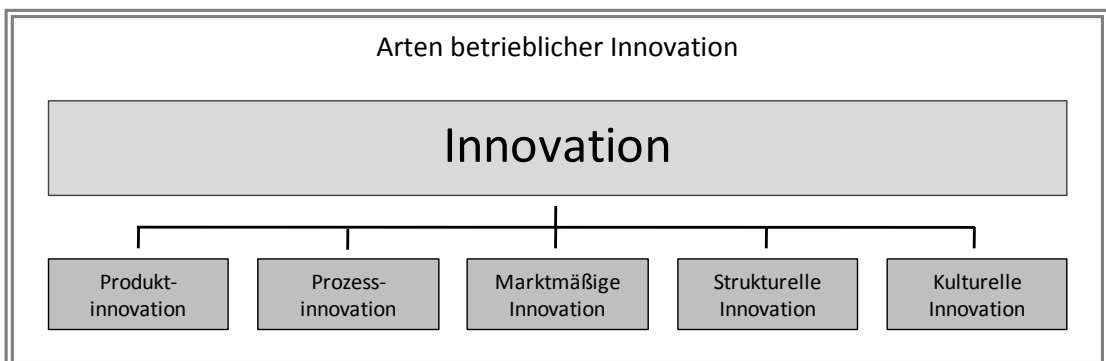 Arten betrieblicher Innovation
Innovation
Produkt-
innovation
Prozess-
innovation
Marktmäßige
Innovation
Strukturelle
Innovation
Kulturelle
Innovation